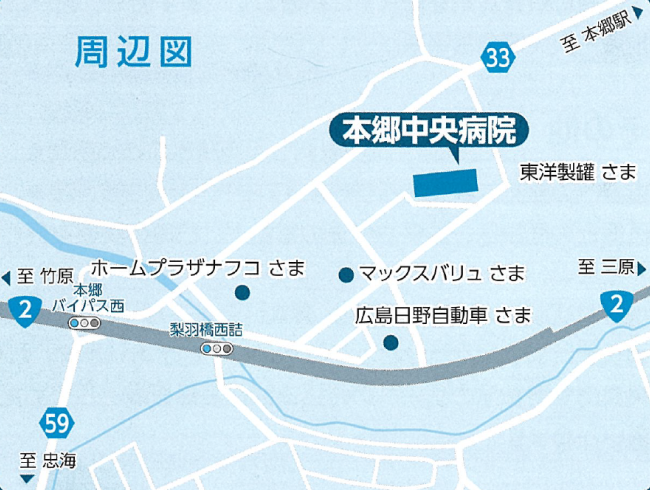 周辺図
33
至 本郷駅
本郷中央病院
東洋製罐 さま
至 竹原
ホームプラザナフコ さま
マックスバリュ さま
至 三原
2
本郷
バイパス西
2
梨羽橋西詰
広島日野自動車 さま
59
至 忠海